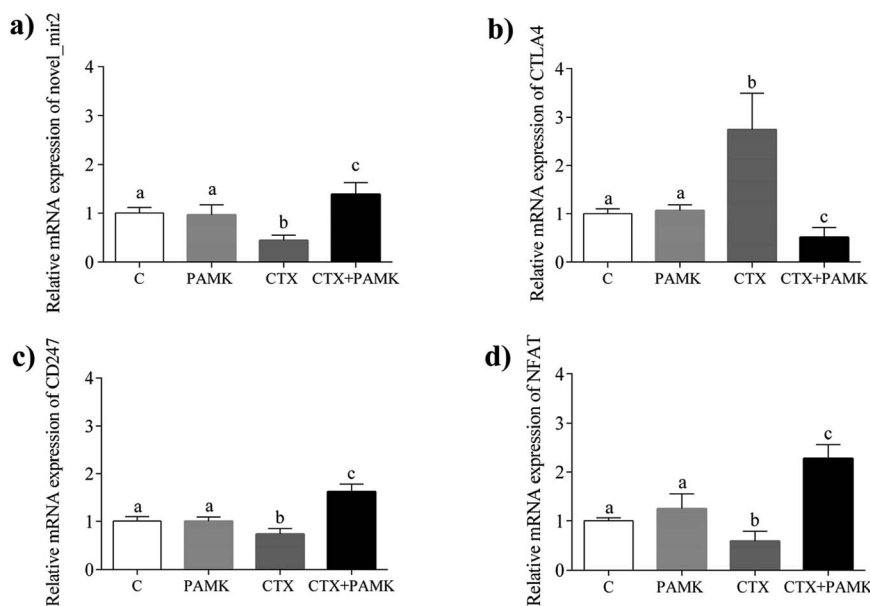 a)
Relative mRNA expression of novel_mir2
4
3
2
1
0
a
a
b
c
C PAMK CTX CTX+PAMK
b)
Relative mRNA expression of CTLA4
4
3
2
1
0
a
a
b
c
C PAMK CTX CTX+PAMK
c)
Relative mRNA expression of CD247
4
3
2
1
0
a
a
b
c
C PAMK CTX CTX+PAMK
d)
Relative mRNA expression of NFAT
4
3
2
1
0
a
a
b
c
C PAMK CTX CTX+PAMK